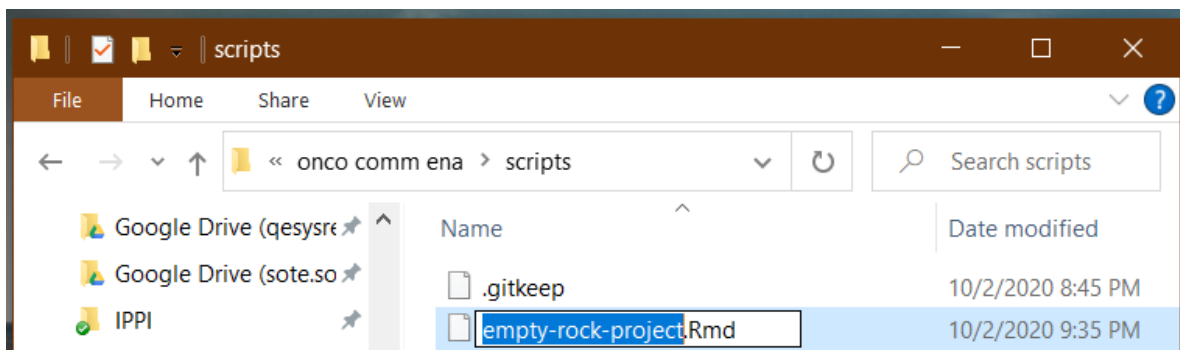 scripts
File Home Share View
« onco comm ena > scripts Search scripts
Google Drive (qesysre
Name Date modified
Google Drive (sote.so
.gitkeep 10/2/2020 8:45 PM
IPPI
empty-rock-project.Rmd 10/2/2020 9:35 PM